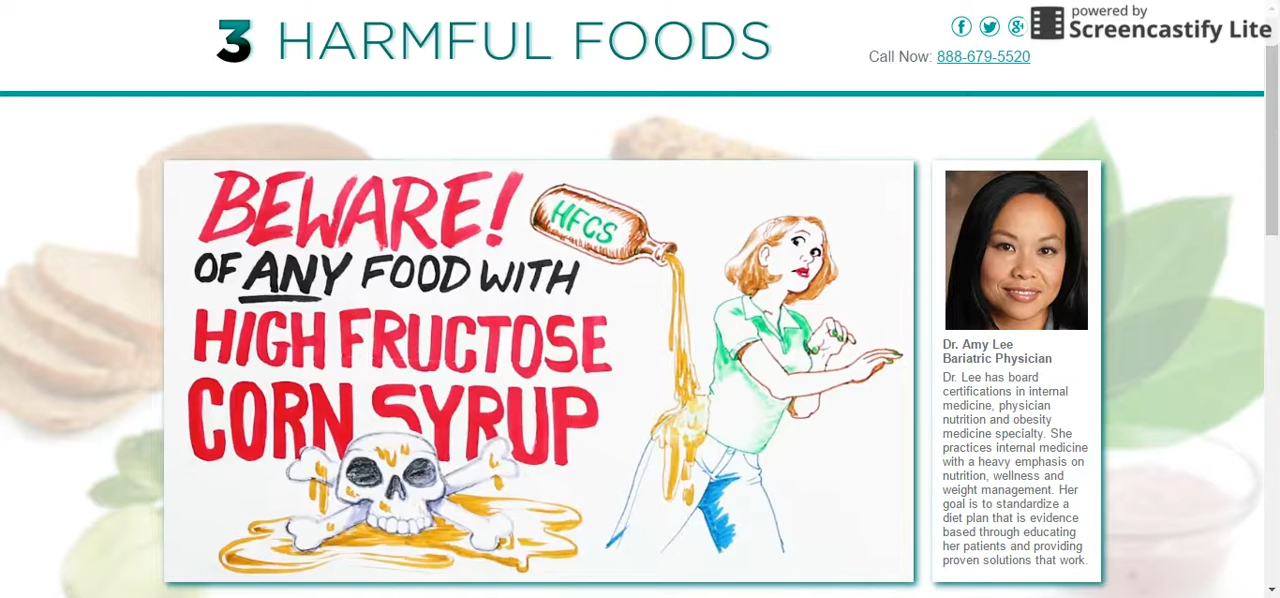 3 HARMFUL FOODS
powered by
Screencastify Lite
Call Now: 888-679-5520
BEWARE!
OF ANY FOOD WITH
HIGH FRUCTOSE
CORN SYRUP
HFCS
Dr. Amy Lee
Bariatric Physician
Dr. Lee has board
certifications in internal
medicine, physician
nutrition and obesity
medicine specialty. She
practices internal medicine
with a heavy emphasis on
nutrition, wellness and
weight management. Her
goal is to standardize a
diet plan that is evidence
based through educating
her patients and providing
proven solutions that work.